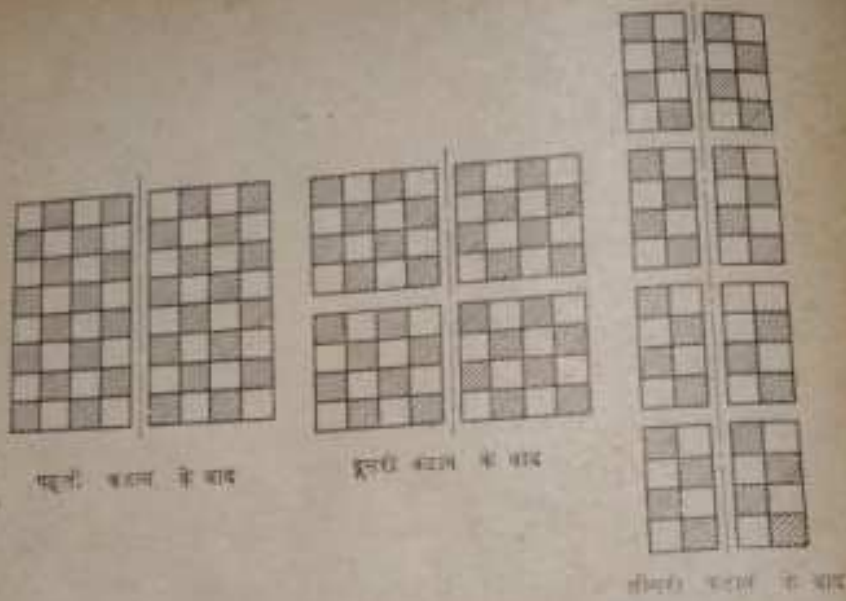 पहली कटान के बाद
दूसरी कटान के बाद
तीसरी कटान के बाद